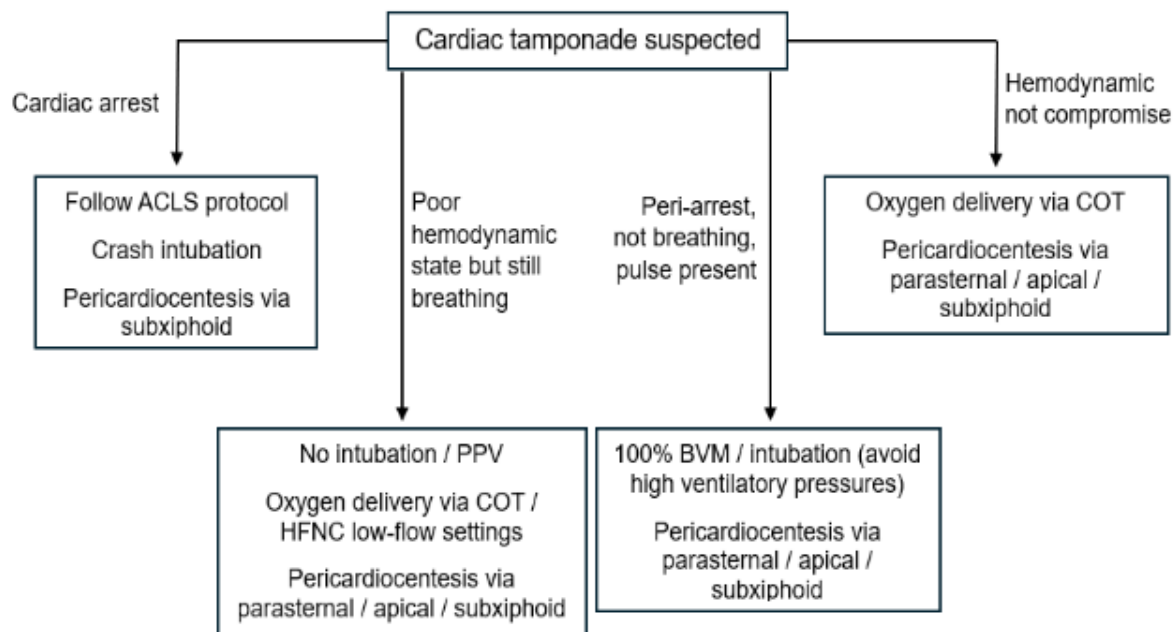 Cardiac tamponade suspected
Cardiac arrest
Hemodynamic
not compromise
Follow ACLS protocol
Crash intubation
Pericardiocentesis via
subxiphoid
Poor
hemodynamic
state but still
breathing
Peri-arrest,
not breathing,
pulse present
Oxygen delivery via COT
Pericardiocentesis via
parasternal / apical /
subxiphoid
No intubation / PPV
Oxygen delivery via COT /
HFNC low-flow settings
Pericardiocentesis via
parasternal / apical / subxiphoid
100% BVM / intubation (avoid
high ventilatory pressures)
Pericardiocentesis via
parasternal / apical /
subxiphoid